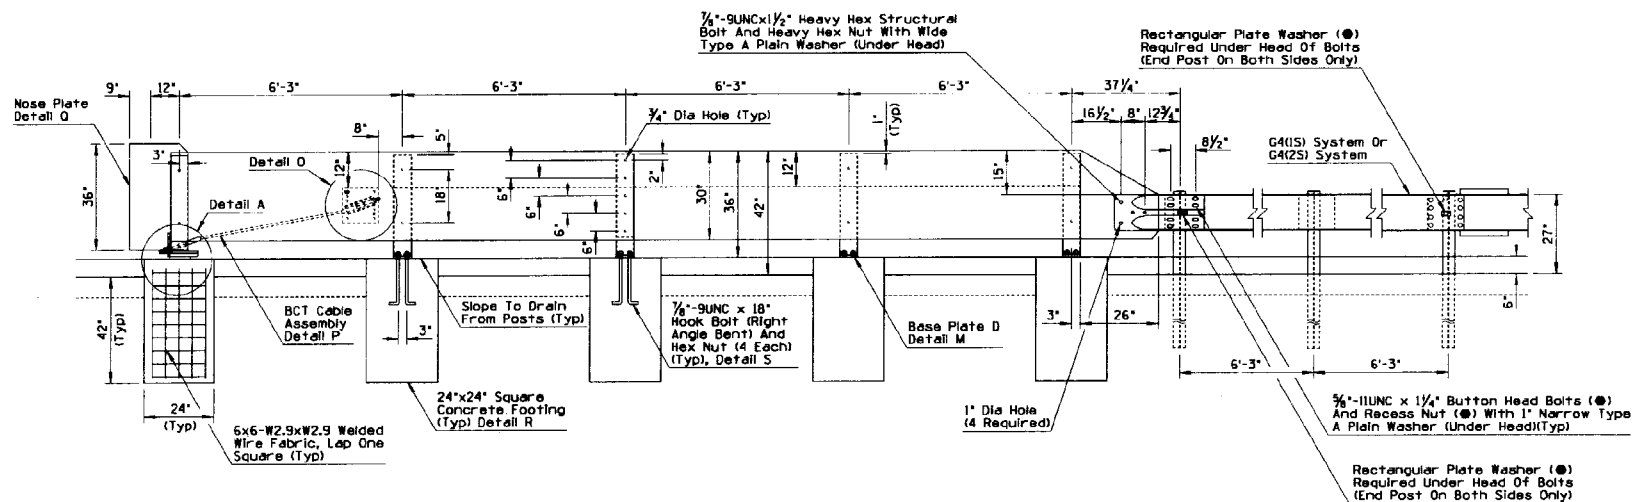 ⅞"-9UNCx1½" Heavy Hex Structural
Bolt And Heavy Hex Nut With Wide
Type A Plain Washer (Under Head)
Rectangular Plate Washer (●)
Required Under Head Of Bolts
(End Post On Both Sides Only)
9"
12"
6'-3"
6'-3"
6'-3"
6'-3"
37¼"
Nose Plate
Detail Q
8"
5"
¾" Dia Hole (Typ)
1"
(Typ)
16½"
8"
12¾"
8½"
G4(1S) System Or
G4(2S) System
3"
Detail O
12"
2"
12"
15"
36"
18"
6"
6"
6"
6"
30"
36"
42"
27"
Detail A
BCT Cable
Assembly
Detail P
Slope To Drain
From Posts (Typ)
3"
⅞"-9UNC x 18"
Hook Bolt (Right
Angle Bent) And
Hex Nut (4 Each)
(Typ), Detail S
Base Plate D
Detail M
3"
26"
6"
42"
(Typ)
6'-3"
6'-3"
24"
(Typ)
24"x24" Square
Concrete Footing
(Typ) Detail R
1" Dia Hole
(4 Required)
⅝"-11UNC x 1¼" Button Head Bolts (●)
And Recess Nut (●) With 1" Narrow Type
A Plain Washer (Under Head)(Typ)
6x6-W2.9xW2.9 Welded
Wire Fabric, Lap One
Square (Typ)
Rectangular Plate Washer (●)
Required Under Head Of Bolts
(End Post On Both Sides Only)